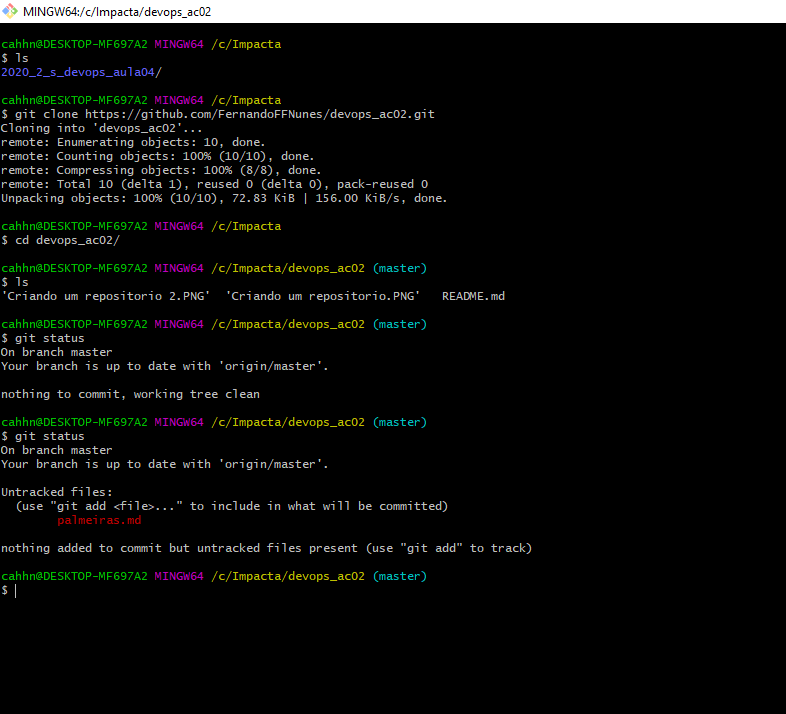 MINGW64:/c/Impacta/devops_ac02
cahhn@DESKTOP-MF697A2 MINGW64 /c/Impacta
$ ls
2020_2_s_devops_aula04/
cahhn@DESKTOP-MF697A2 MINGW64 /c/Impacta
$ git clone https://github.com/FernandoFFNunes/devops_ac02.git
Cloning into 'devops_ac02'...
remote: Enumerating objects: 10, done.
remote: Counting objects: 100% (10/10), done.
remote: Compressing objects: 100% (8/8), done.
remote: Total 10 (delta 1), reused 0 (delta 0), pack-reused 0
Unpacking objects: 100% (10/10), 72.83 KiB | 156.00 KiB/s, done.
cahhn@DESKTOP-MF697A2 MINGW64 /c/Impacta
$ cd devops_ac02/
cahhn@DESKTOP-MF697A2 MINGW64 /c/Impacta/devops_ac02 (master)
$ ls
'Criando um repositorio 2.PNG'  'Criando um repositorio.PNG'   README.md
cahhn@DESKTOP-MF697A2 MINGW64 /c/Impacta/devops_ac02 (master)
$ git status
On branch master
Your branch is up to date with 'origin/master'.
nothing to commit, working tree clean
cahhn@DESKTOP-MF697A2 MINGW64 /c/Impacta/devops_ac02 (master)
$ git status
On branch master
Your branch is up to date with 'origin/master'.
Untracked files:
  (use "git add <file>..." to include in what will be committed)
        palmeiras.md
nothing added to commit but untracked files present (use "git add" to track)
cahhn@DESKTOP-MF697A2 MINGW64 /c/Impacta/devops_ac02 (master)
$